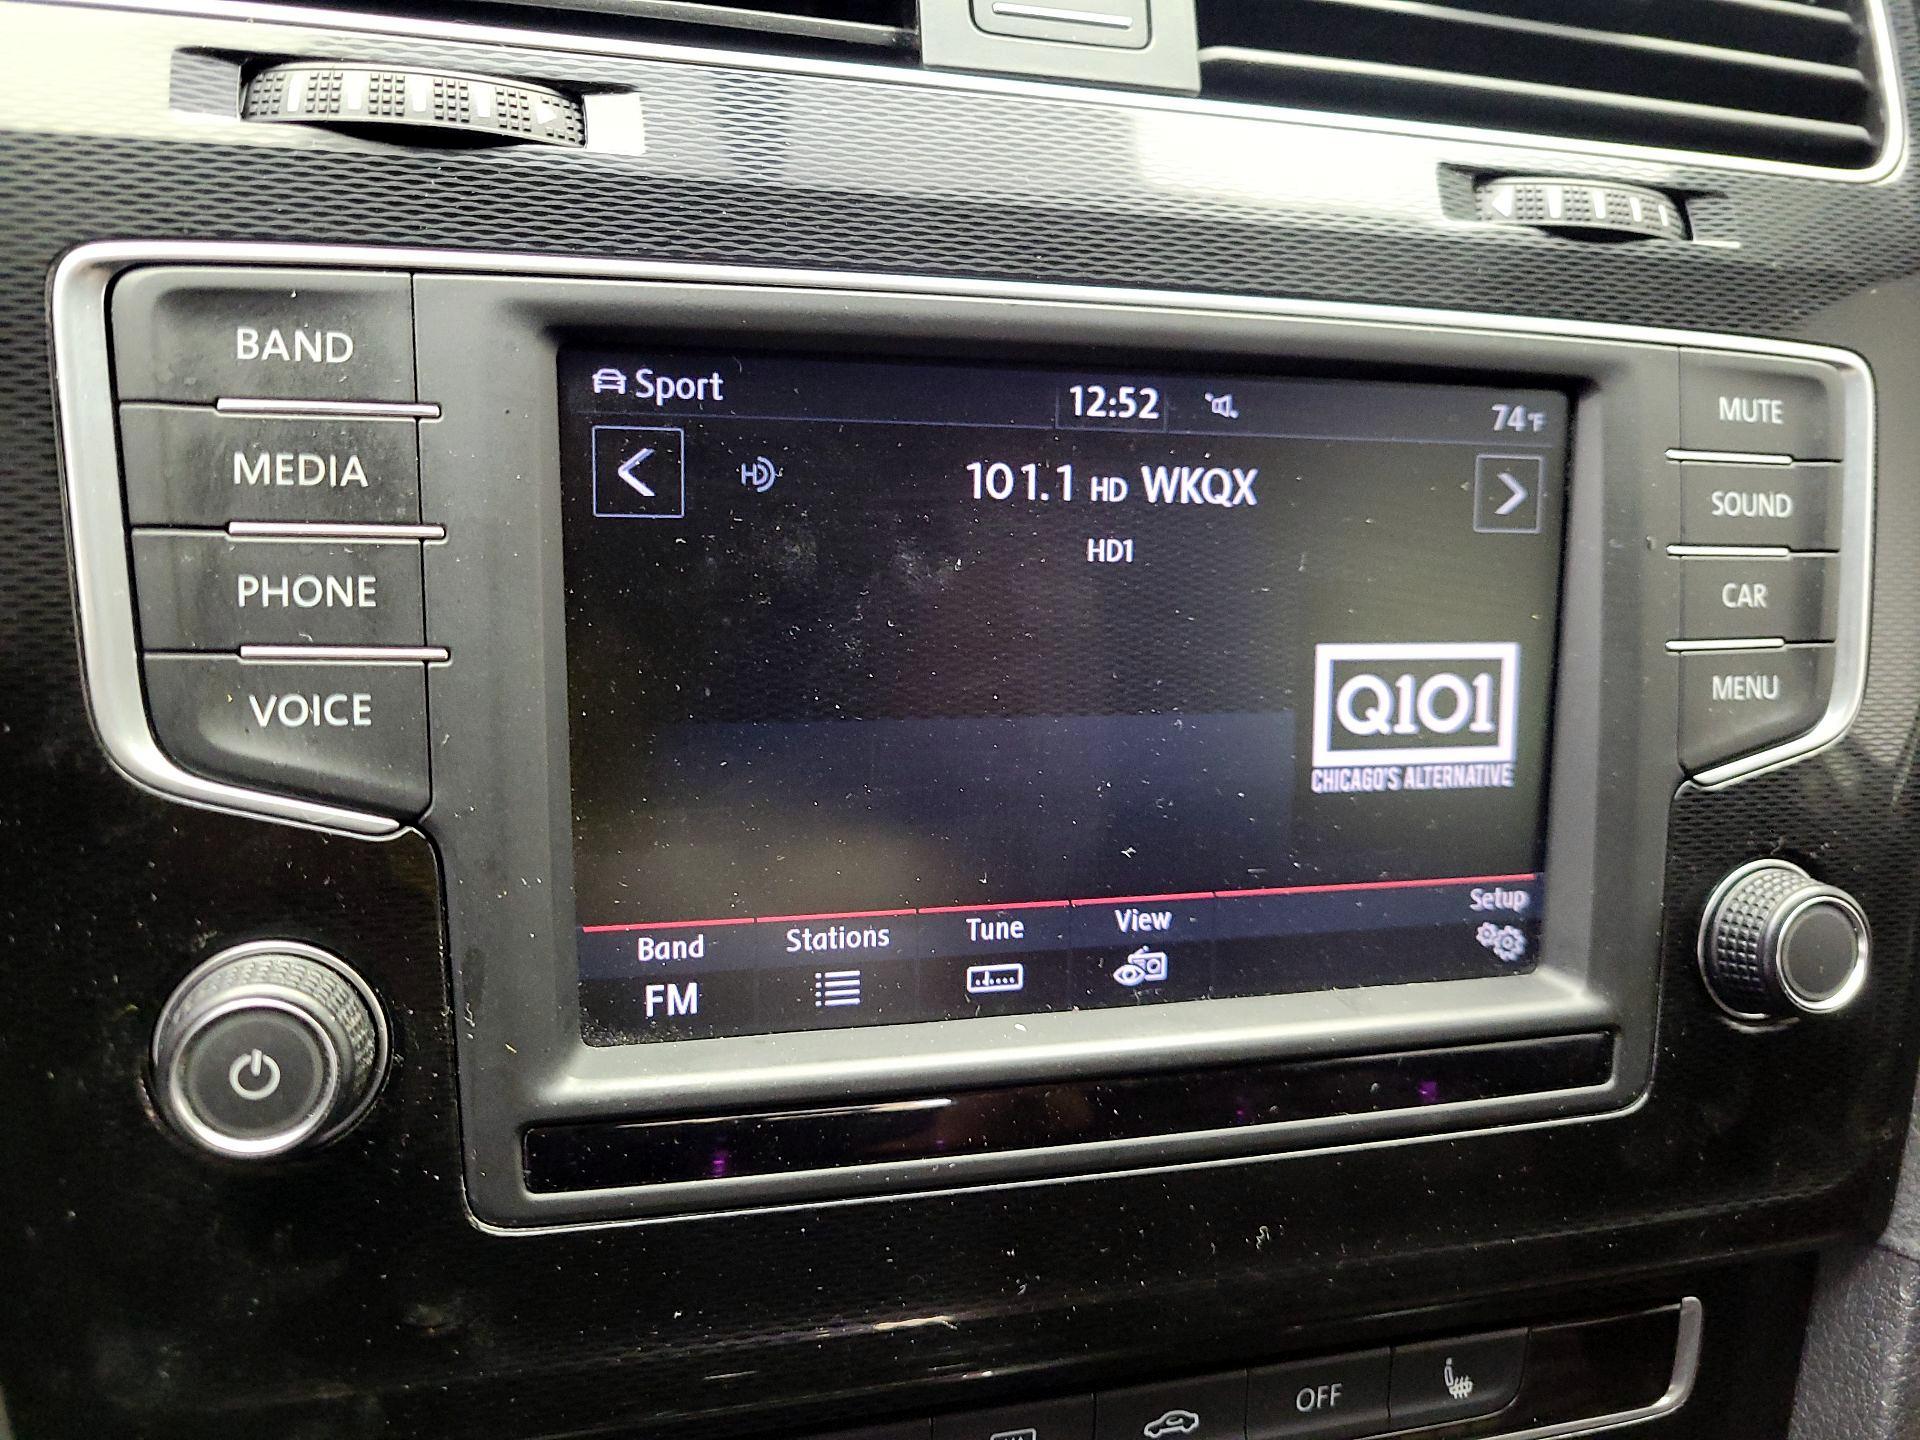 BAND
MEDIA
PHONE
VOICE
Sport
12:52
74°F
HD
101.1 HD WKQX
HD1
Q101
CHICAGO'S ALTERNATIVE
Band
FM
Stations
Tune
View
Setup
MUTE
SOUND
CAR
MENU
OFF